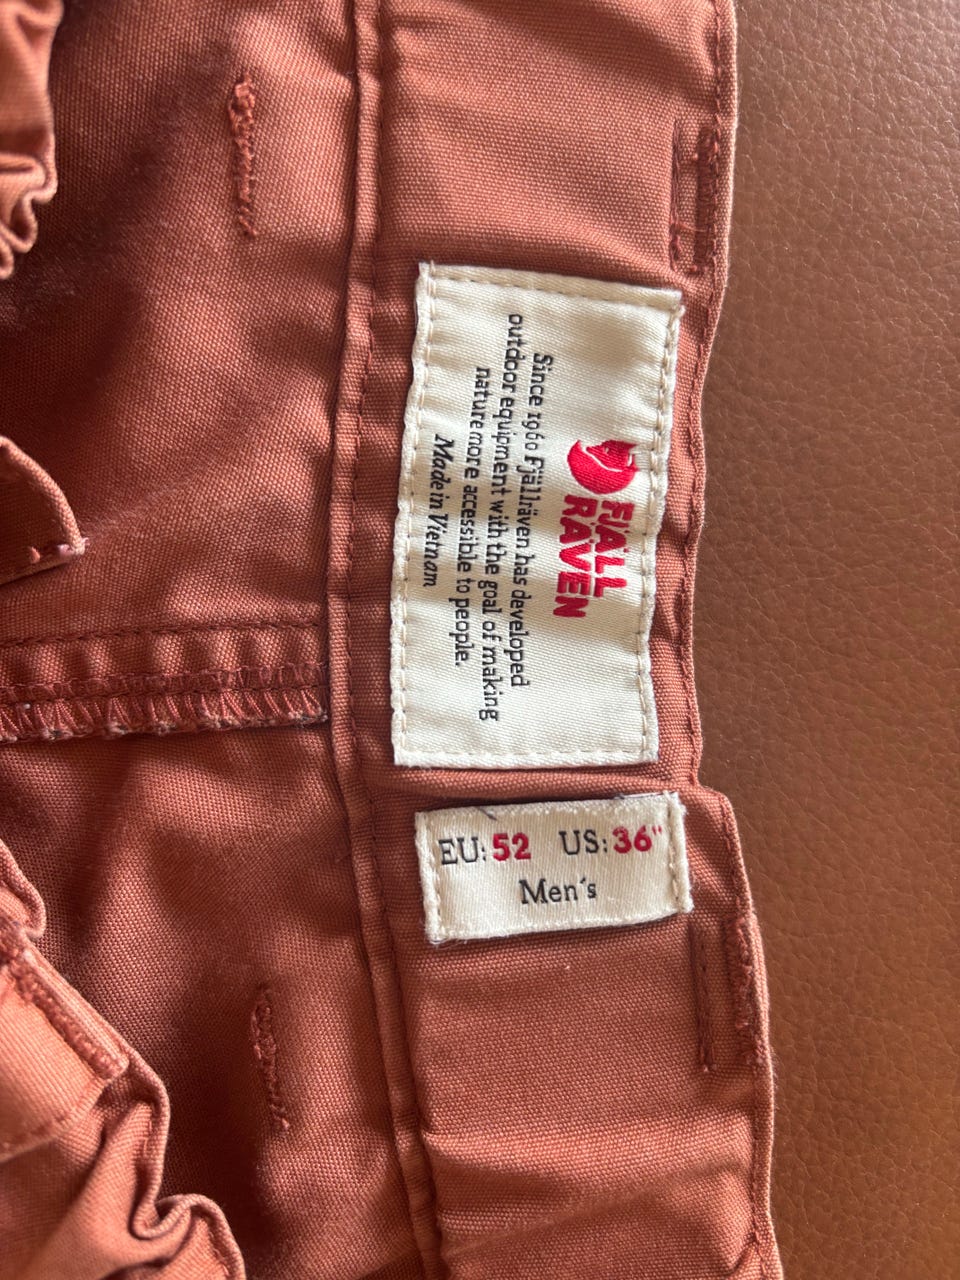 FJÄLL
RÄVEN
Since 1960 Fjällräven has developed
outdoor equipment with the goal of making
nature more accessible to people.
Made in Vietnam
EU: 52 US: 36"
Men´s